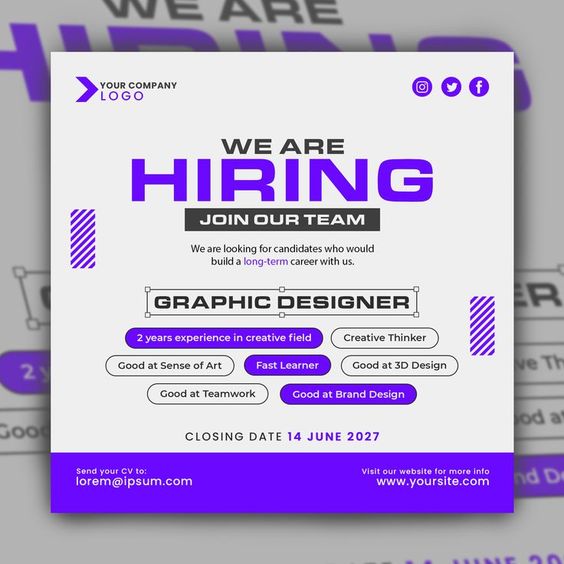 WE ARE
HIRING
YOUR COMPANY
LOGO
WE ARE
HIRING
JOIN OUR TEAM
We are looking for candidates who would
build a long-term career with us.
GRAPHIC DESIGNER
2 years experience in creative field
Creative Thinker
Good at Sense of Art
Fast Learner
Good at 3D Design
Good at Teamwork
Good at Brand Design
CLOSING DATE 14 JUNE 2027
Send your CV to:
lorem@ipsum.com
Visit our website for more info
www.yoursite.com